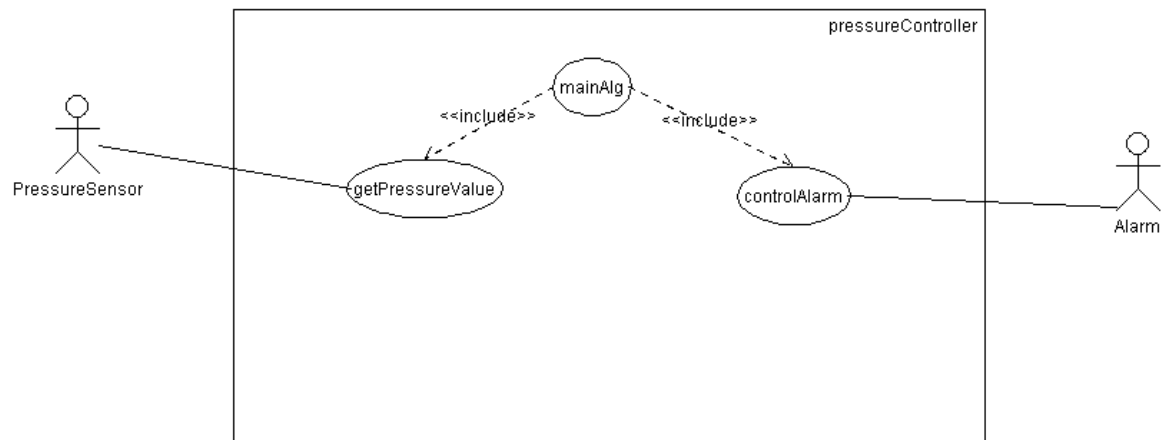 pressureController
mainAlg
<<include>>
<<include>>
PressureSensor
getPressureValue
controlAlarm
Alarm